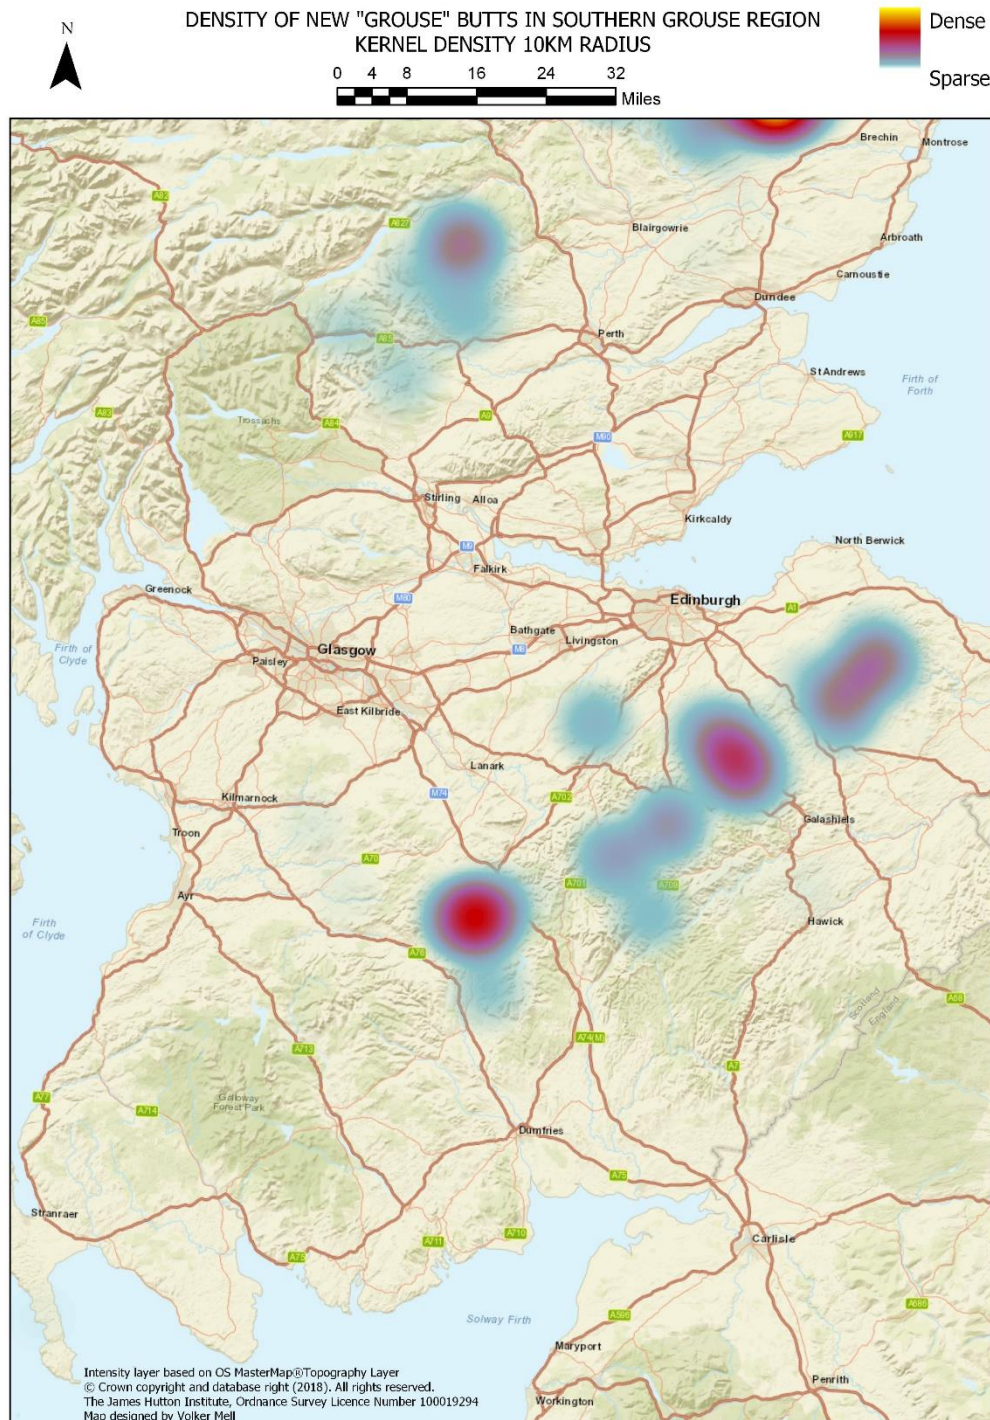 DENSITY OF NEW "GROUSE" BUTTS IN SOUTHERN GROUSE REGION
KERNEL DENSITY 10KM RADIUS
N
0 4 8 16 24 32
Miles
Dense
Sparse
Brechin
Montrose
A82
A827
Blairgowrie
Arbroath
Carnoustie
Dundee
A85
A85
Perth
St Andrews
Firth of
Forth
A83
Trossachs
A84
A9
M90
A917
Stirling
Alloa
Kirkcaldy
North Berwick
M9
Falkirk
Greenock
M80
Edinburgh
A1
Bathgate
Livingston
M8
Glasgow
Firth of
Clyde
Paisley
East Kilbride
Lanark
M74
A702
Kilmarnock
Galashiels
Troon
A70
A701
A708
Ayr
Firth
of Clyde
Hawick
A76
Scotland
England
A68
A74(M)
A713
A7
A77
A714
Galloway
Forest Park
Dumfries
A75
Stranraer
A710
A711
A75
Carlisle
A686
Solway Firth
A596
Maryport
Penrith
Workington
Intensity layer based on OS MasterMap®Topography Layer
© Crown copyright and database right (2018). All rights reserved.
The James Hutton Institute, Ordnance Survey Licence Number 100019294
Map designed by Volker Mell